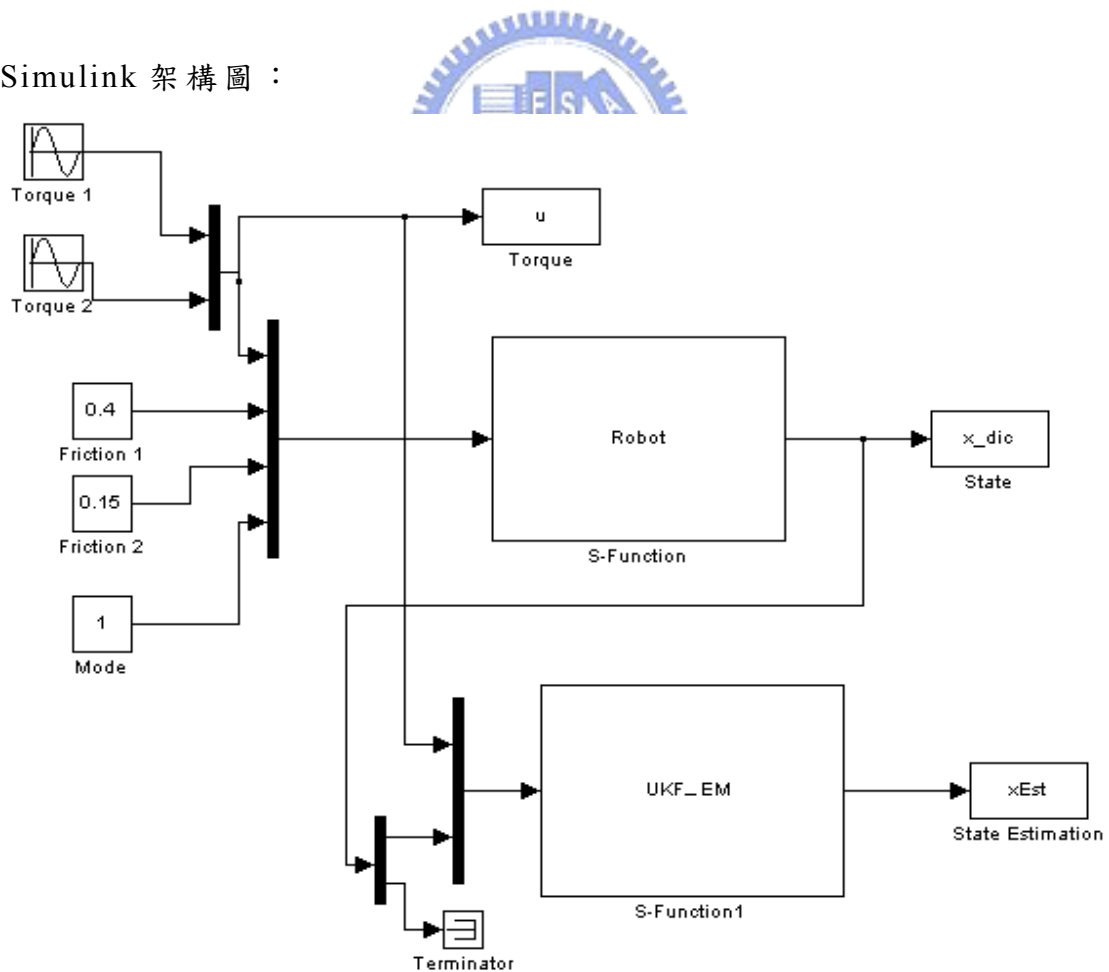 Simulink 架構圖：
ESA
Torque 1
Torque 2
u
Torque
0.4
Friction 1
0.15
Friction 2
1
Mode
Robot
S-Function
x_dic
State
UKF_EM
S-Function1
xEst
State Estimation
Terminator